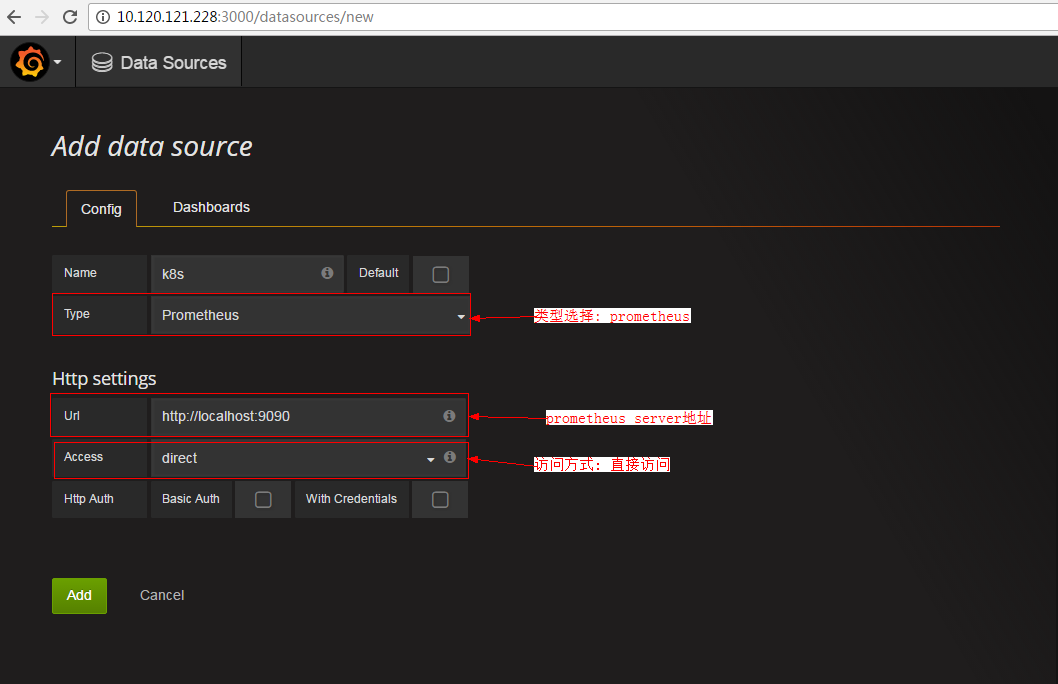 10.120.121.228:3000/datasources/new
Data Sources
Add data source
Config Dashboards
Name k8s Default
Type Prometheus 类型选择: prometheus
Http settings
Url http://localhost:9090 prometheus server地址
Access direct 访问方式: 直接访问
Http Auth Basic Auth With Credentials
Add Cancel